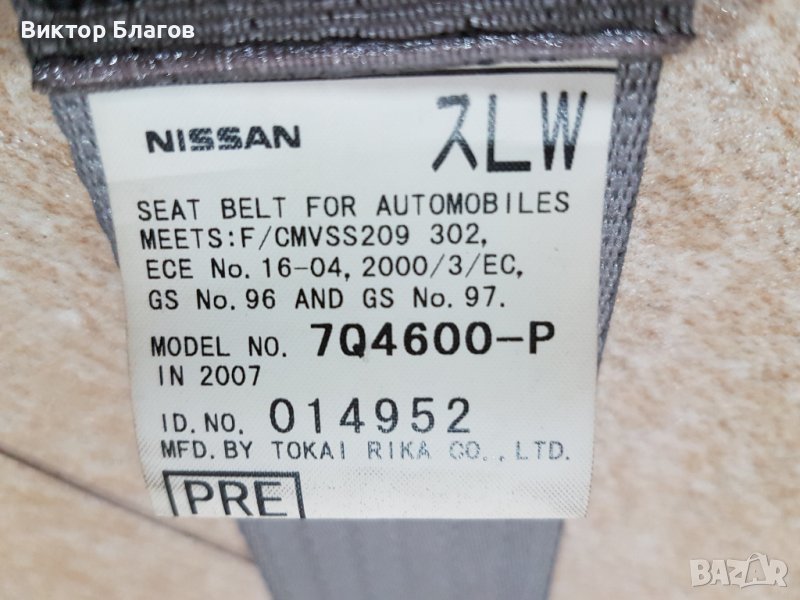 Виктор Благов
NISSAN スLW
SEAT BELT FOR AUTOMOBILES
MEETS:F/CMVSS209 302,
ECE No. 16-04, 2000/3/EC,
GS No. 96 AND GS No. 97.
MODEL NO. 7Q4600-P
IN 2007
ID. NO. 014952
MFD. BY TOKAI RIKA CO., LTD.
PRE
BAZAR